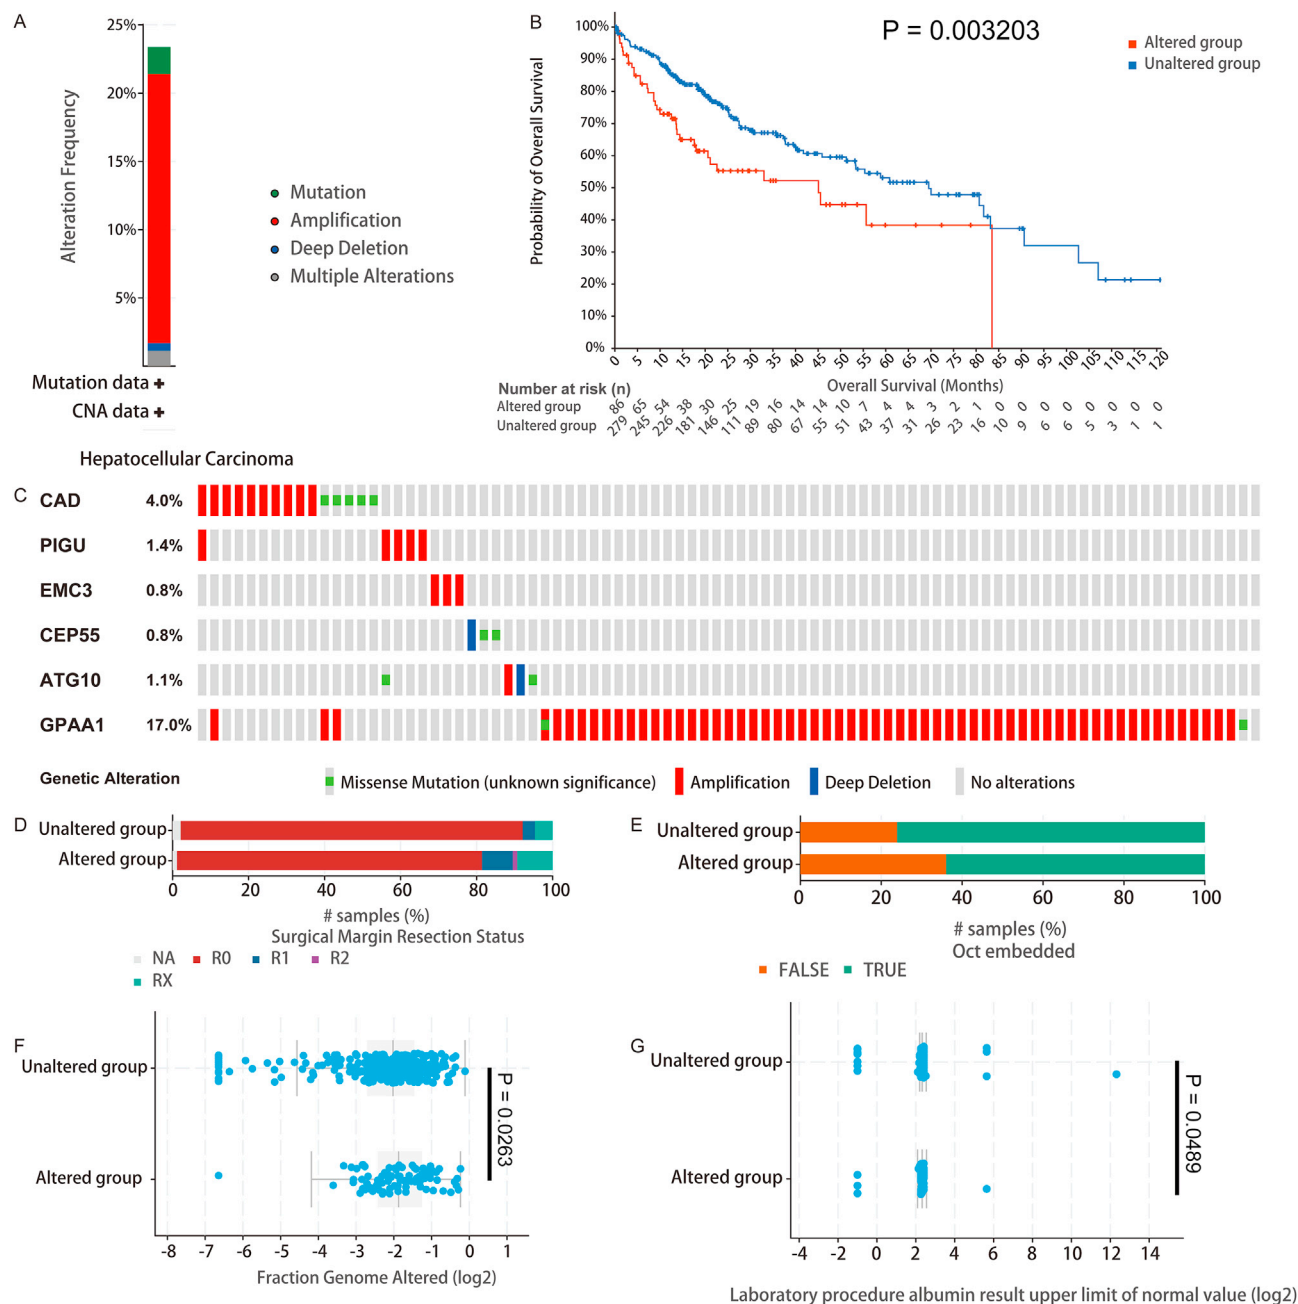 A
25%
20%
15%
10%
5%
Alteration Frequency
Mutation
Amplification
Deep Deletion
Multiple Alterations
Mutation data +
CNA data +
Hepatocellular Carcinoma
B
P = 0.003203
Altered group
Unaltered group
100%
90%
80%
70%
60%
50%
40%
30%
20%
10%
0%
Probability of Overall Survival
0 5 10 15 20 25 30 35 40 45 50 55 60 65 70 75 80 85 90 95 100 105 110 115 120
Overall Survival (Months)
Number at risk (n)
Altered group 86 65 54 38 30 25 19 16 14 14 10 7 4 4 3 2 1 0 0 0 0 0 0 0 0
Unaltered group 279 245 226 181 146 111 89 80 67 55 51 43 37 31 26 23 16 10 9 6 6 5 3 1 1
C
CAD 4.0%
PIGU 1.4%
EMC3 0.8%
CEP55 0.8%
ATG10 1.1%
GPAA1 17.0%
Genetic Alteration Missense Mutation (unknown significance) Amplification Deep Deletion No alterations
D
Unaltered group
Altered group
0 20 40 60 80 100
# samples (%)
Surgical Margin Resection Status
NA R0 R1 R2
RX
E
Unaltered group
Altered group
0 20 40 60 80 100
# samples (%)
Oct embedded
FALSE TRUE
F
Unaltered group
Altered group
P = 0.0263
-8 -7 -6 -5 -4 -3 -2 -1 0 1
Fraction Genome Altered (log2)
G
Unaltered group
Altered group
P = 0.0489
-4 -2 0 2 4 6 8 10 12 14
Laboratory procedure albumin result upper limit of normal value (log2)